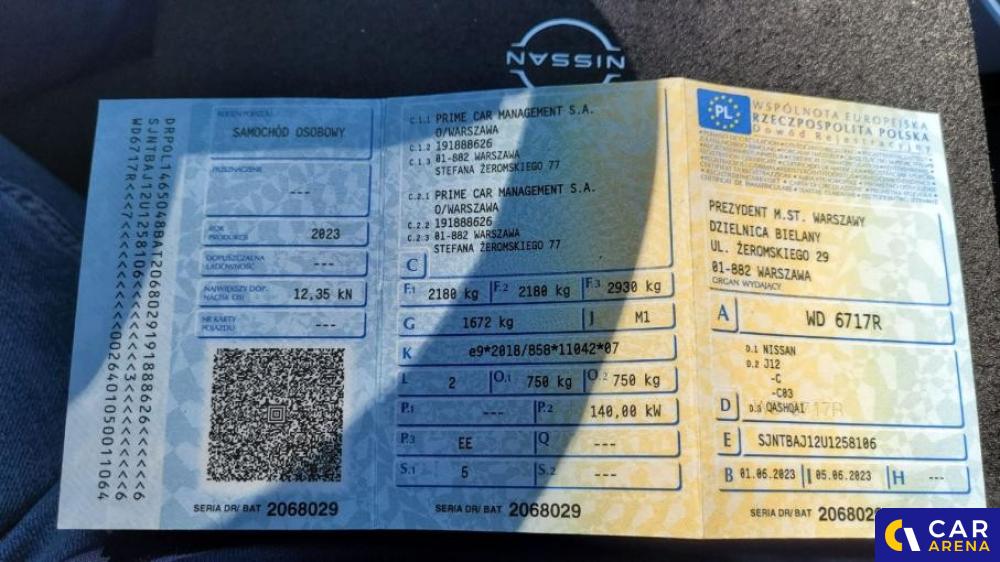 NISSAN
DRPOL1465048BAT20680291918886266<<<<<6
SJNTBAJ12U1258106<<<<<<<<<<3<<<<<<<<6
WD6717R<<7<<<<<<<<<<<<<002640105001
RODZAJ POJAZDU
SAMOCHÓD OSOBOWY
PRZEZNACZENIE
---
ROK PRODUKCJI
2023
DOPUSZCZALNA ŁADOWNOŚĆ
---
NAJWIĘKSZY DOP. NACISK OSI
12,35 kN
NR KARTY POJAZDU
---
SERIA DR/ BAT 2068029
C.1.1 PRIME CAR MANAGEMENT S.A.
O/WARSZAWA
C.1.2 191888626
C.1.3 01-882 WARSZAWA
STEFANA ŻEROMSKIEGO 77
C.2.1 PRIME CAR MANAGEMENT S.A.
O/WARSZAWA
C.2.2 191888626
C.2.3 01-882 WARSZAWA
STEFANA ŻEROMSKIEGO 77
C
F.1 2180 kg F.2 2180 kg F.3 2930 kg
G 1672 kg J M1
K e9*2018/858*11042*07
L 2 O.1 750 kg O.2 750 kg
P.1 --- P.2 140,00 kW
P.3 EE Q ---
S.1 5 S.2 ---
SERIA DR/ BAT 2068029
PL
WSPÓLNOTA EUROPEJSKA
RZECZPOSPOLITA POLSKA
Dowód Rejestracyjny
PREZYDENT M.ST. WARSZAWY
DZIELNICA BIELANY
UL. ŻEROMSKIEGO 29
01-882 WARSZAWA
ORGAN WYDAJĄCY
A WD 6717R
D.1 NISSAN
D.2 J12
-C
-C03
D D.3 QASHQAI
E SJNTBAJ12U1258106
B 01.06.2023 I 05.06.2023 H ---
SERIA DR/ BAT 206802
CAR
ARENA